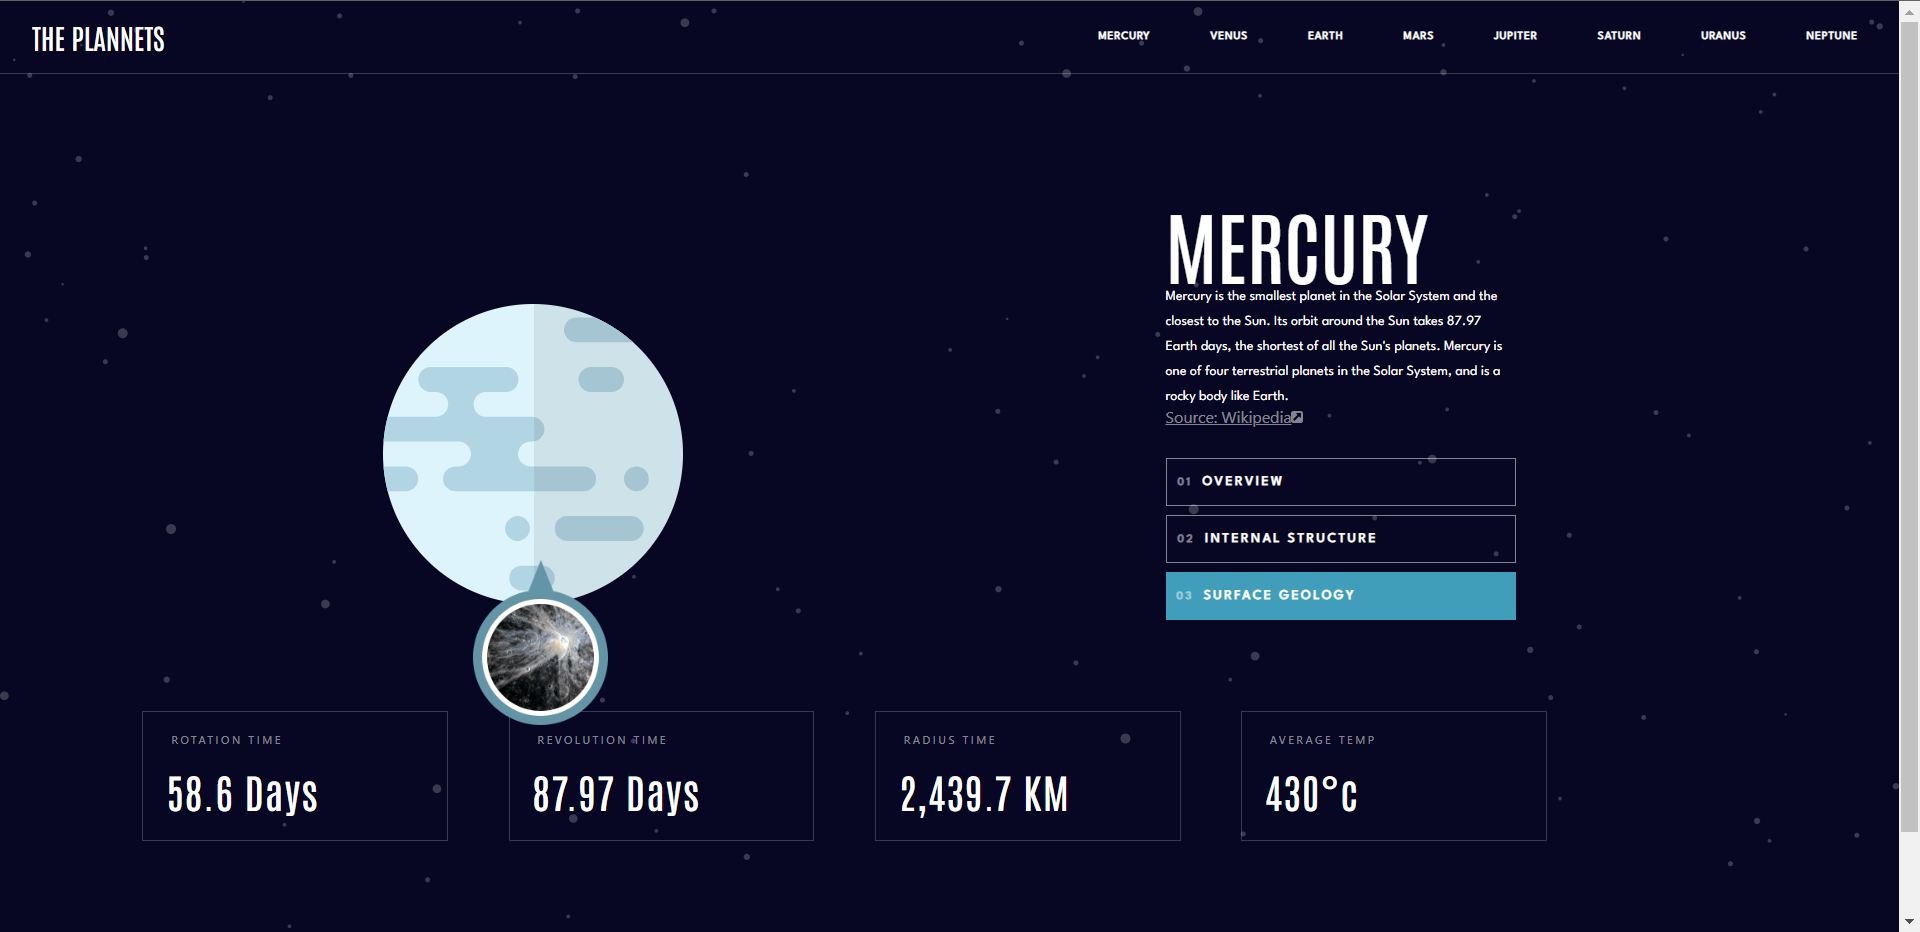 THE PLANNETS
MERCURY
VENUS
EARTH
MARS
JUPITER
SATURN
URANUS
NEPTUNE
MERCURY
Mercury is the smallest planet in the Solar System and the
closest to the Sun. Its orbit around the Sun takes 87.97
Earth days, the shortest of all the Sun's planets. Mercury is
one of four terrestrial planets in the Solar System, and is a
rocky body like Earth.
Source: Wikipedia
01 OVERVIEW
02 INTERNAL STRUCTURE
03 SURFACE GEOLOGY
ROTATION TIME
58.6 Days
REVOLUTION TIME
87.97 Days
RADIUS TIME
2,439.7 KM
AVERAGE TEMP
430°c